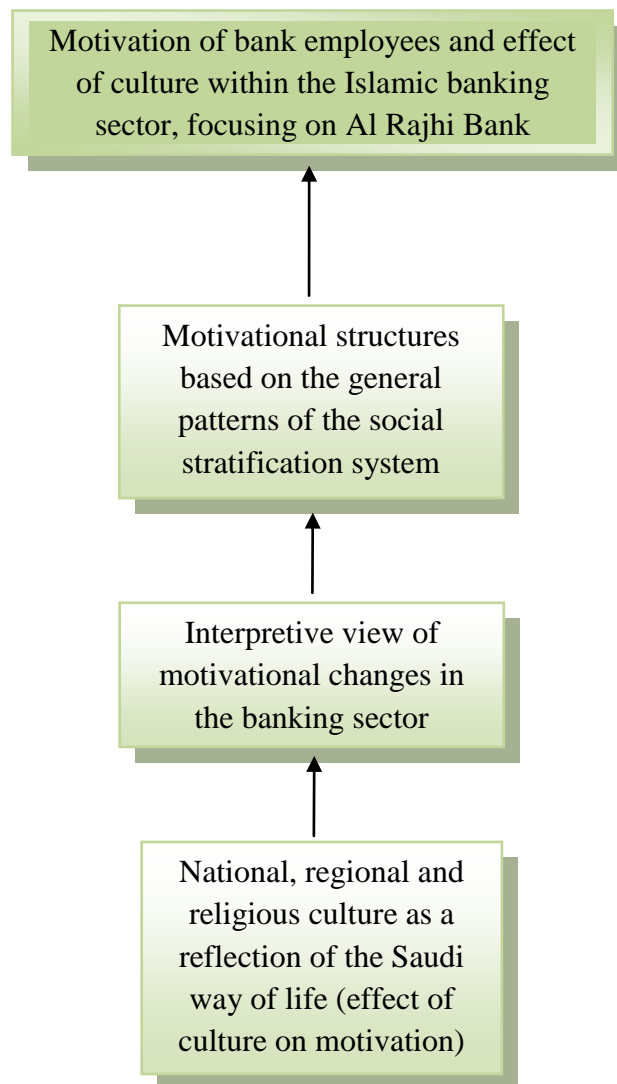 Motivation of bank employees and effect
of culture within the Islamic banking
sector, focusing on Al Rajhi Bank
Motivational structures
based on the general
patterns of the social
stratification system
Interpretive view of
motivational changes in
the banking sector
National, regional and
religious culture as a
reflection of the Saudi
way of life (effect of
culture on motivation)